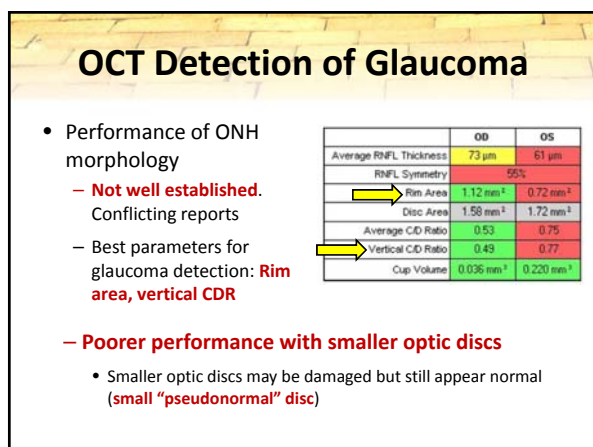 OCT Detection of Glaucoma
• Performance of ONH
morphology
– Not well established.
Conflicting reports
– Best parameters for
glaucoma detection: Rim
area, vertical CDR
OD OS
Average RNFL Thickness 73 µm 61 µm
RNFL Symmetry 55%
Rim Area 1.12 mm² 0.72 mm²
Disc Area 1.58 mm² 1.72 mm²
Average C/D Ratio 0.53 0.75
Vertical C/D Ratio 0.49 0.77
Cup Volume 0.036 mm³ 0.220 mm³
– Poorer performance with smaller optic discs
• Smaller optic discs may be damaged but still appear normal
(small “pseudonormal” disc)